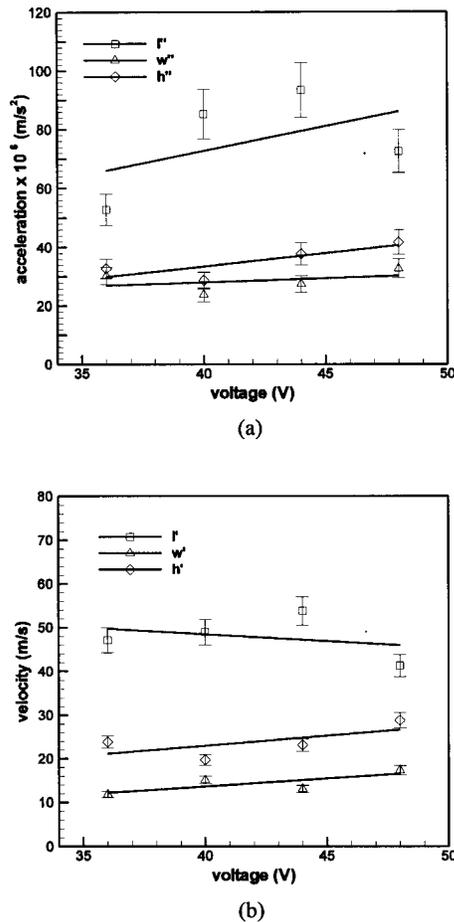 120
100
80
60
40
20
0
acceleration x 10⁶ (m/s²)
l''
w''
h''
35
40
45
50
voltage (V)
(a)
80
70
60
50
40
30
20
10
0
velocity (m/s)
l'
w'
h'
35
40
45
50
voltage (V)
(b)